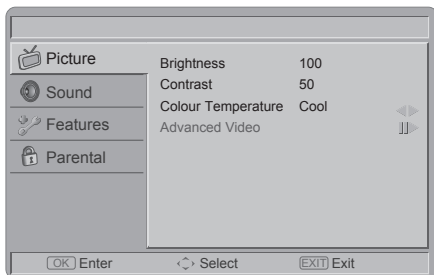 Picture
Sound
Features
Parental
Brightness 100
Contrast 50
Colour Temperature Cool
Advanced Video
OK Enter
Select
EXIT Exit